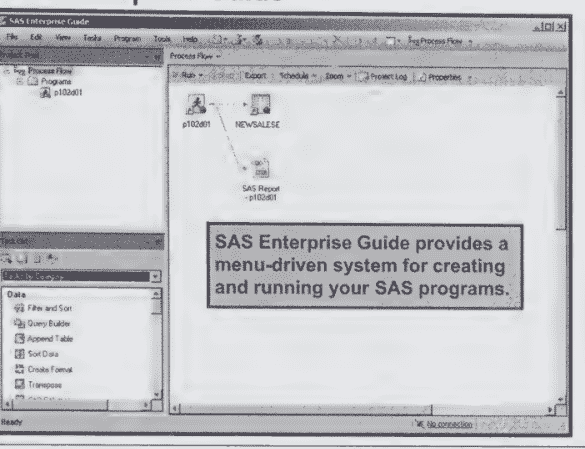 SAS Enterprise Guide
File Edit View Tasks Program Tools Help Process Flow
Process Flow
Run Export Schedule Zoom Project Log Properties
Process Flow
Programs
p102d01
p102d01 NEWSALESE
SAS Report
- p102d01
SAS Enterprise Guide provides a
menu-driven system for creating
and running your SAS programs.
Data
Filter and Sort
Query Builder
Append Table
Sort Data
Create Format
Transpose
Ready
No connection